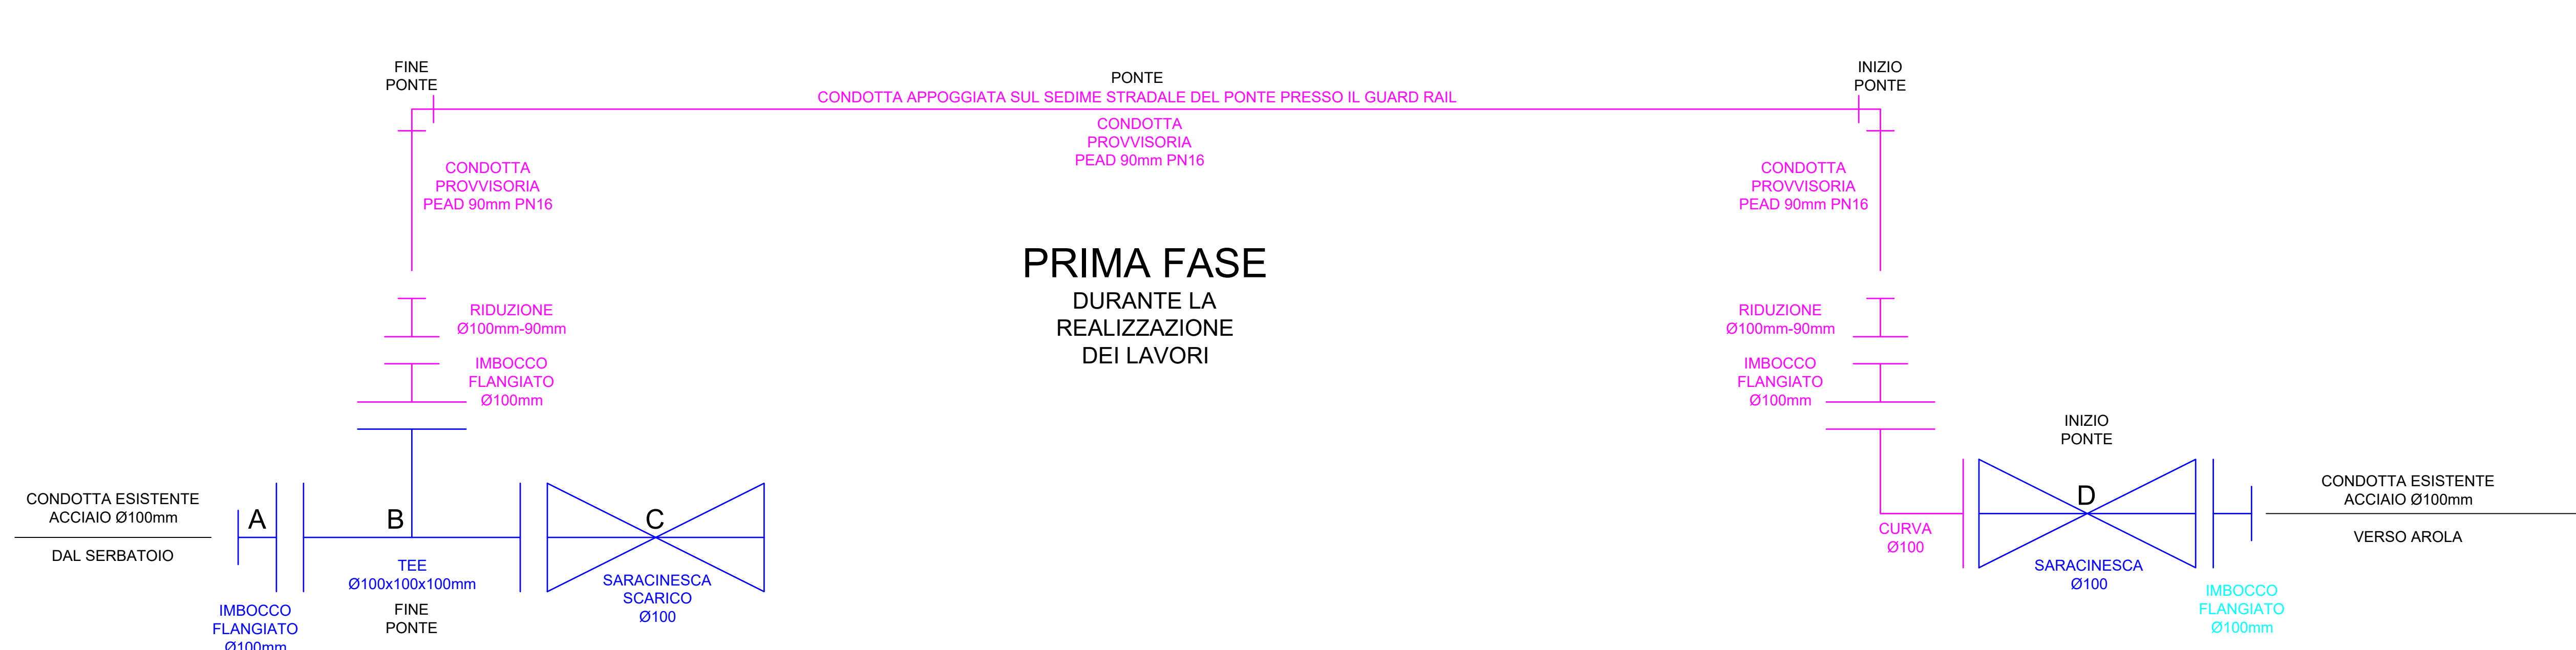 FINE
PONTE
PONTE
CONDOTTA APPOGGIATA SUL SEDIME STRADALE DEL PONTE PRESSO IL GUARD RAIL
INIZIO
PONTE
CONDOTTA
PROVVISORIA
PEAD 90mm PN16
CONDOTTA
PROVVISORIA
PEAD 90mm PN16
CONDOTTA
PROVVISORIA
PEAD 90mm PN16
PRIMA FASE
DURANTE LA
REALIZZAZIONE
DEI LAVORI
RIDUZIONE
Ø100mm-90mm
IMBOCCO
FLANGIATO
Ø100mm
RIDUZIONE
Ø100mm-90mm
IMBOCCO
FLANGIATO
Ø100mm
CONDOTTA ESISTENTE
ACCIAIO Ø100mm
DAL SERBATOIO
A
IMBOCCO
FLANGIATO
Ø100mm
B
TEE
Ø100x100x100mm
FINE
PONTE
C
SARACINESCA
SCARICO
Ø100
CURVA
Ø100
INIZIO
PONTE
D
SARACINESCA
Ø100
IMBOCCO
FLANGIATO
Ø100mm
CONDOTTA ESISTENTE
ACCIAIO Ø100mm
VERSO AROLA